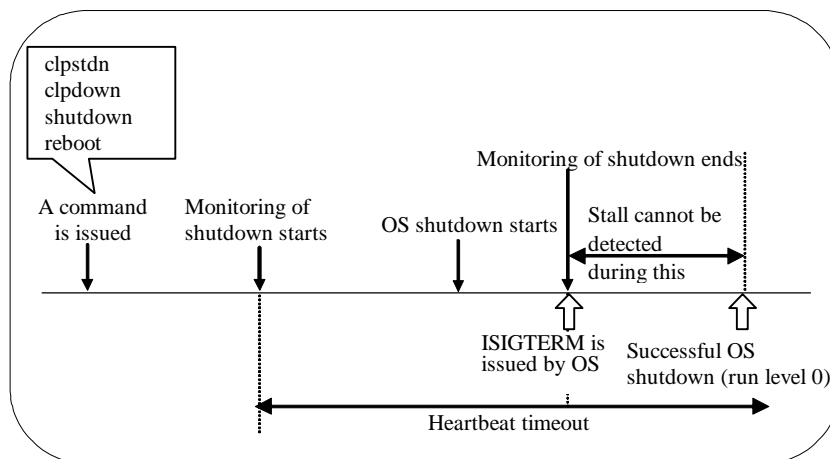 clpstdn
clpdown
shutdown
reboot
A command
is issued
Monitoring of
shutdown starts
OS shutdown starts
Monitoring of shutdown ends
Stall cannot be
detected
during this
ISIGTERM is
issued by OS
Successful OS
shutdown (run level 0)
Heartbeat timeout